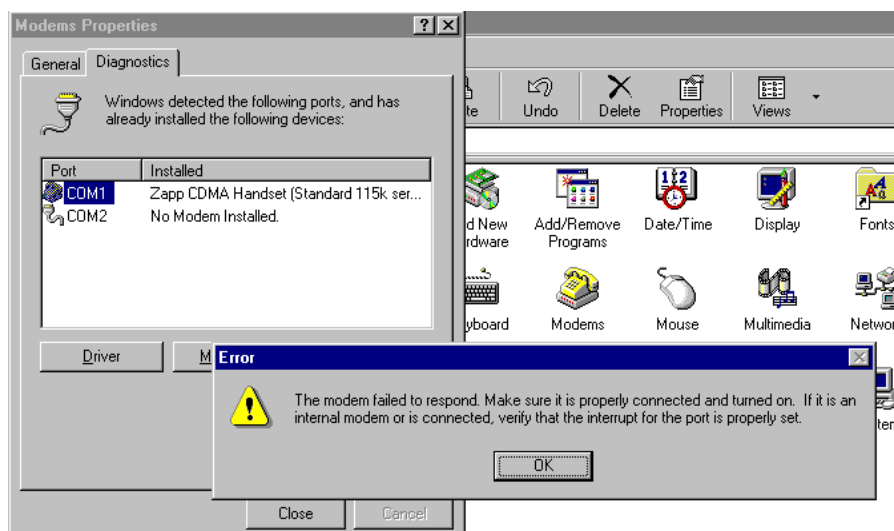 Modems Properties
General
Diagnostics
Windows detected the following ports, and has
already installed the following devices:
Port Installed
COM1 Zapp CDMA Handset (Standard 115k ser...
COM2 No Modem Installed.
Driver
M
Undo
Delete
Properties
Views
Add/Remove
Programs
Date/Time
Display
Fonts
d New
rdware
yboard
Modems
Mouse
Multimedia
Networ
Error
The modem failed to respond. Make sure it is properly connected and turned on. If it is an
internal modem or is connected, verify that the interrupt for the port is properly set.
OK
Close
Cancel